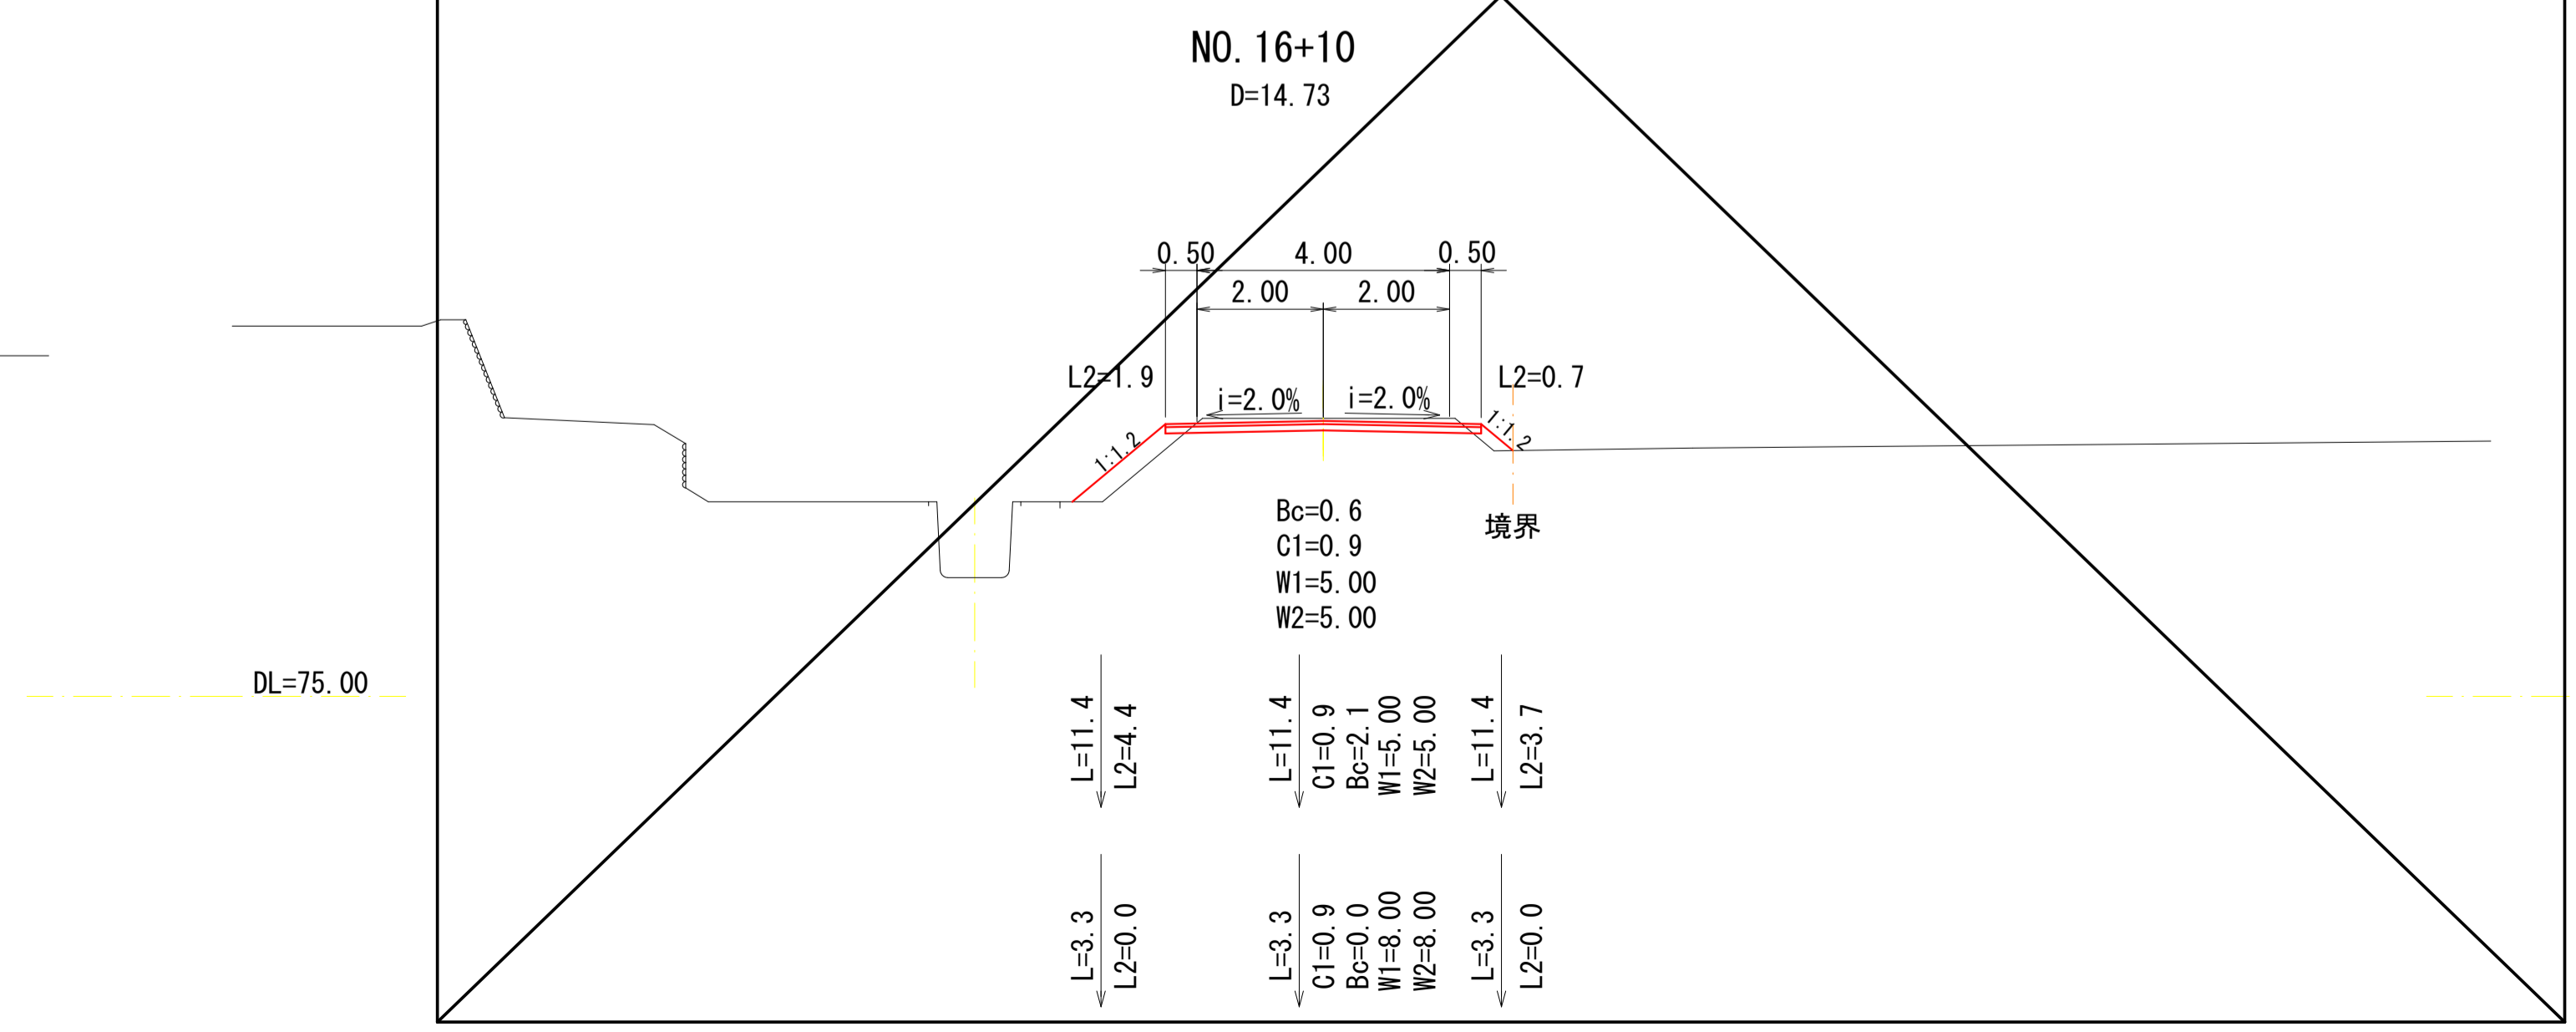 NO. 16+10
D=14.73
0.50 4.00 0.50
2.00 2.00
L2=1.9 L2=0.7
i=2.0% i=2.0%
1:1.2 1:1.2
Bc=0.6
C1=0.9
W1=5.00
W2=5.00
境界
DL=75.00
L=11.4
L2=4.4
L=11.4
C1=0.9
Bc=2.1
W1=5.00
W2=5.00
L=11.4
L2=3.7
L=3.3
L2=0.0
L=3.3
C1=0.9
Bc=0.0
W1=8.00
W2=8.00
L=3.3
L2=0.0